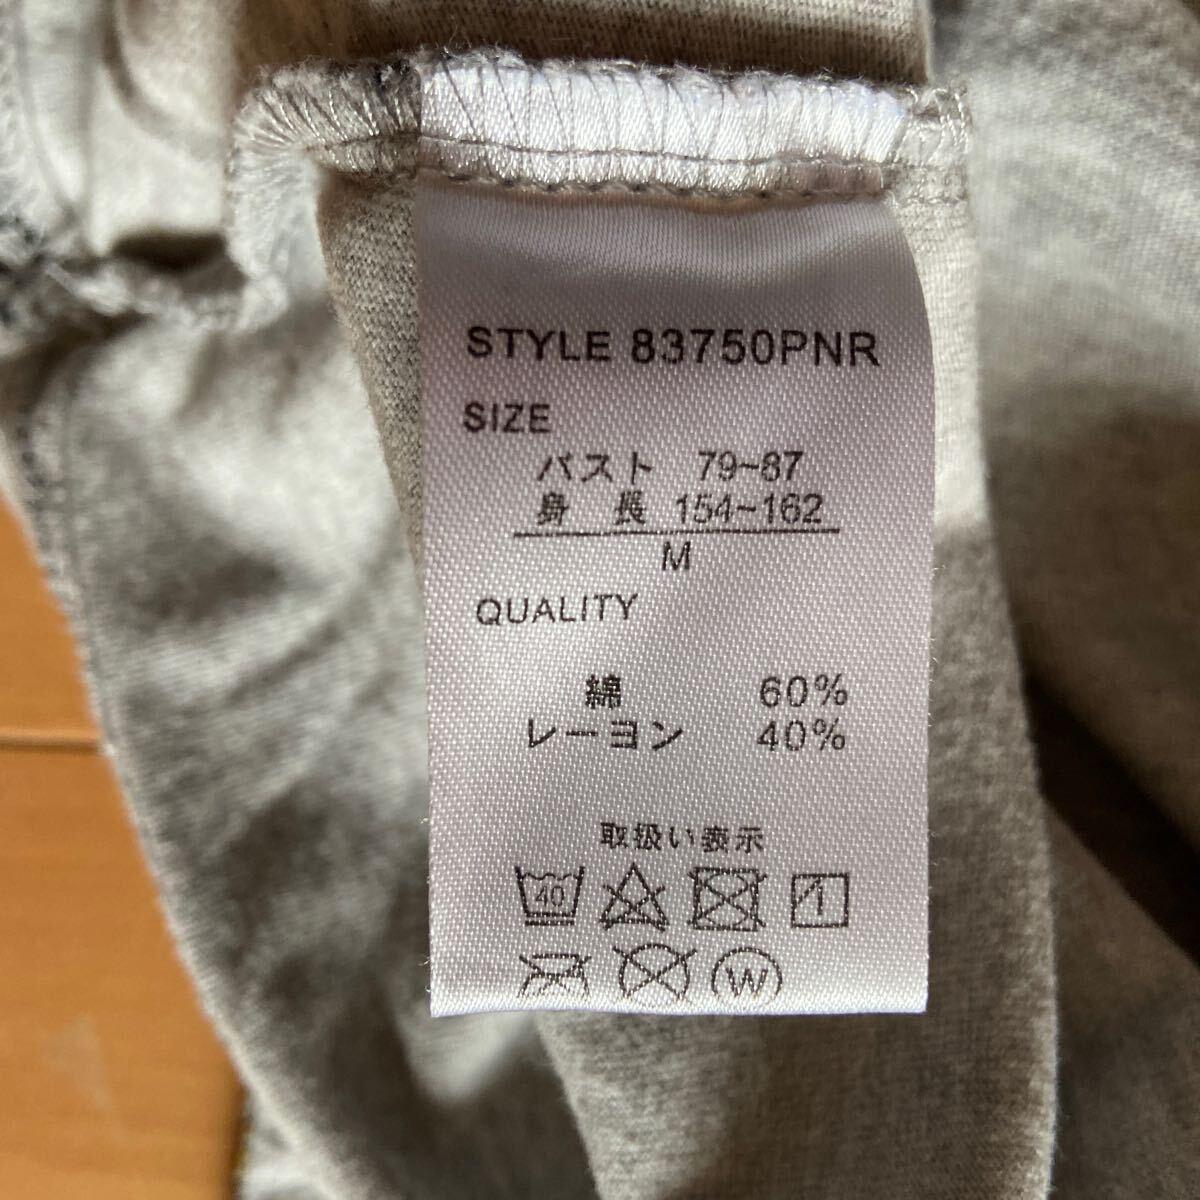 STYLE 83750PNR
SIZE
バスト 79~87
身 長 154~162
M
QUALITY
綿 60%
レーヨン 40%
取扱い表示
40
W